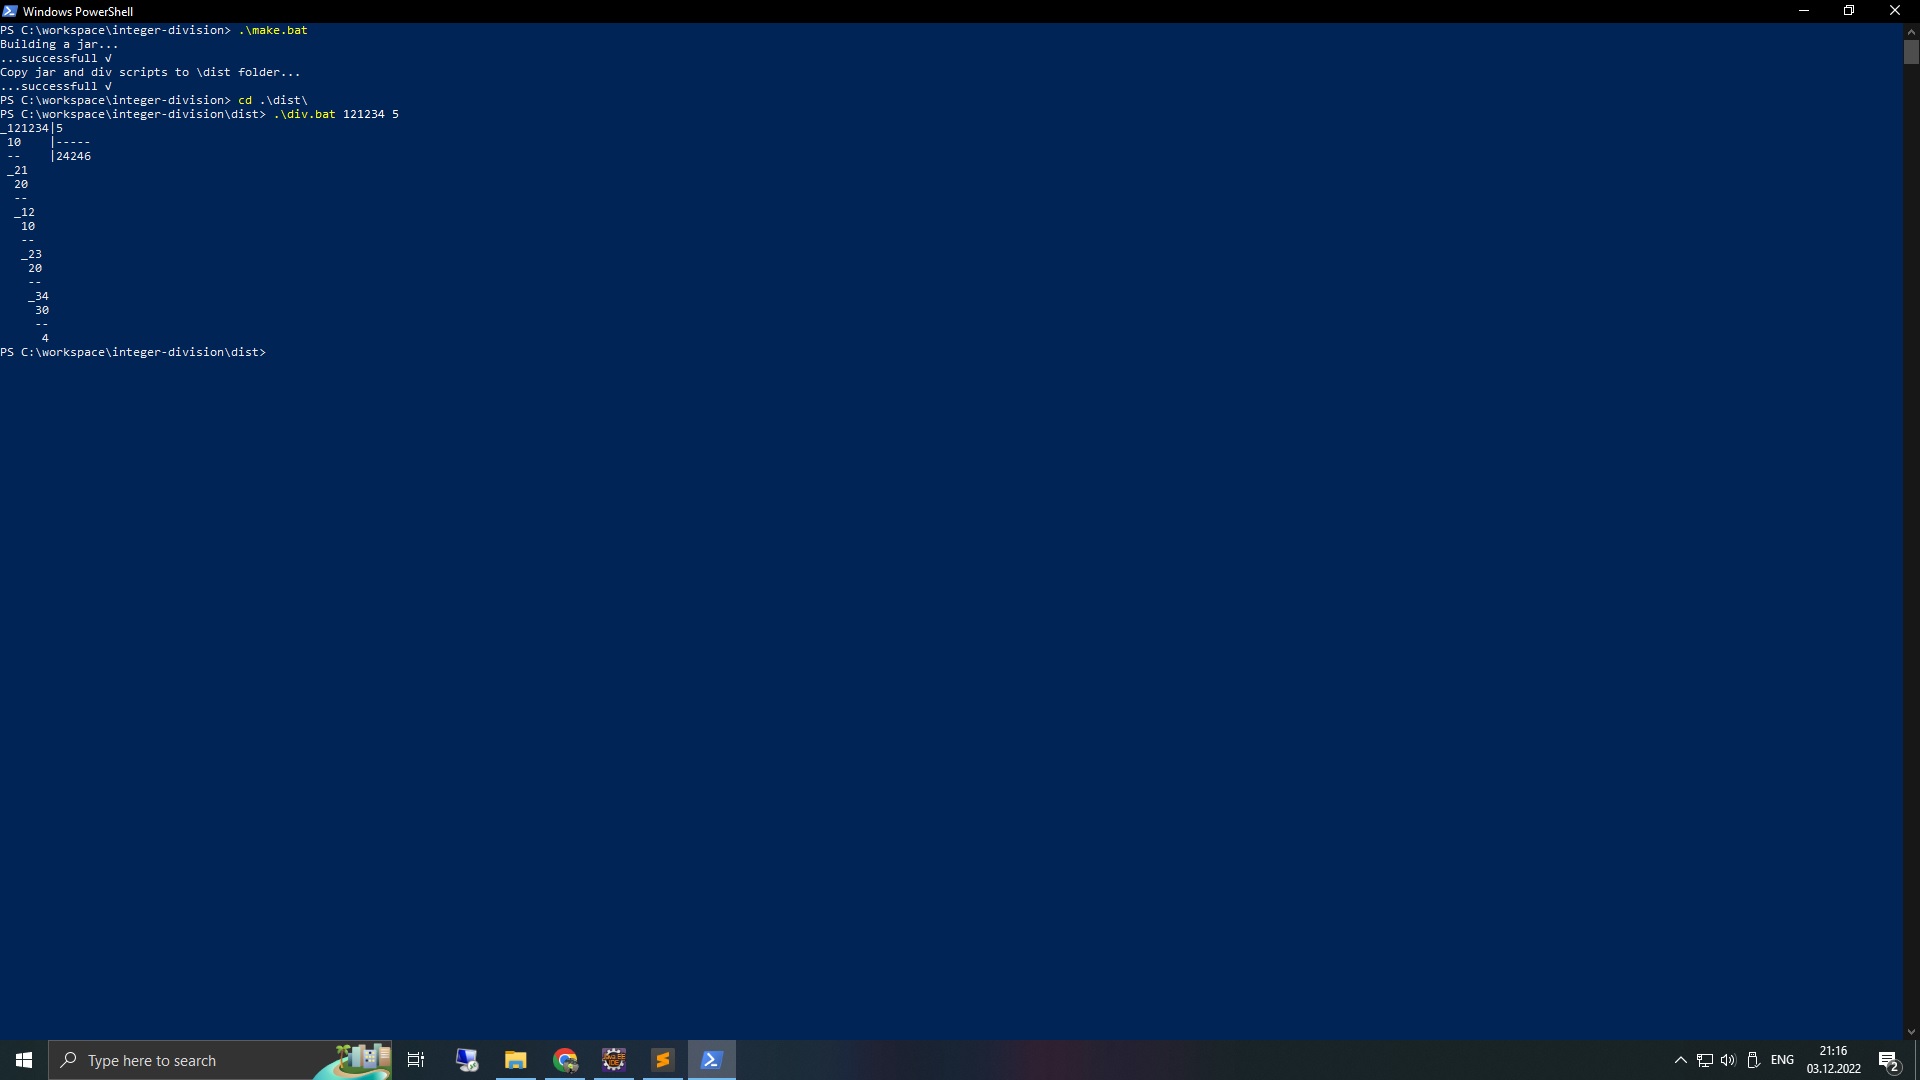 Windows PowerShell
PS C:\workspace\integer-division> .\make.bat
Building a jar...
...successfull √
Copy jar and div scripts to \dist folder...
...successfull √
PS C:\workspace\integer-division> cd .\dist\
PS C:\workspace\integer-division\dist> .\div.bat 121234 5
_121234|5
 10    |-----
 --    |24246
 _21
  20
  --
  _12
   10
   --
   _23
    20
    --
    _34
     30
     --
      4
PS C:\workspace\integer-division\dist>
Type here to search
ENG
21:16
03.12.2022
2